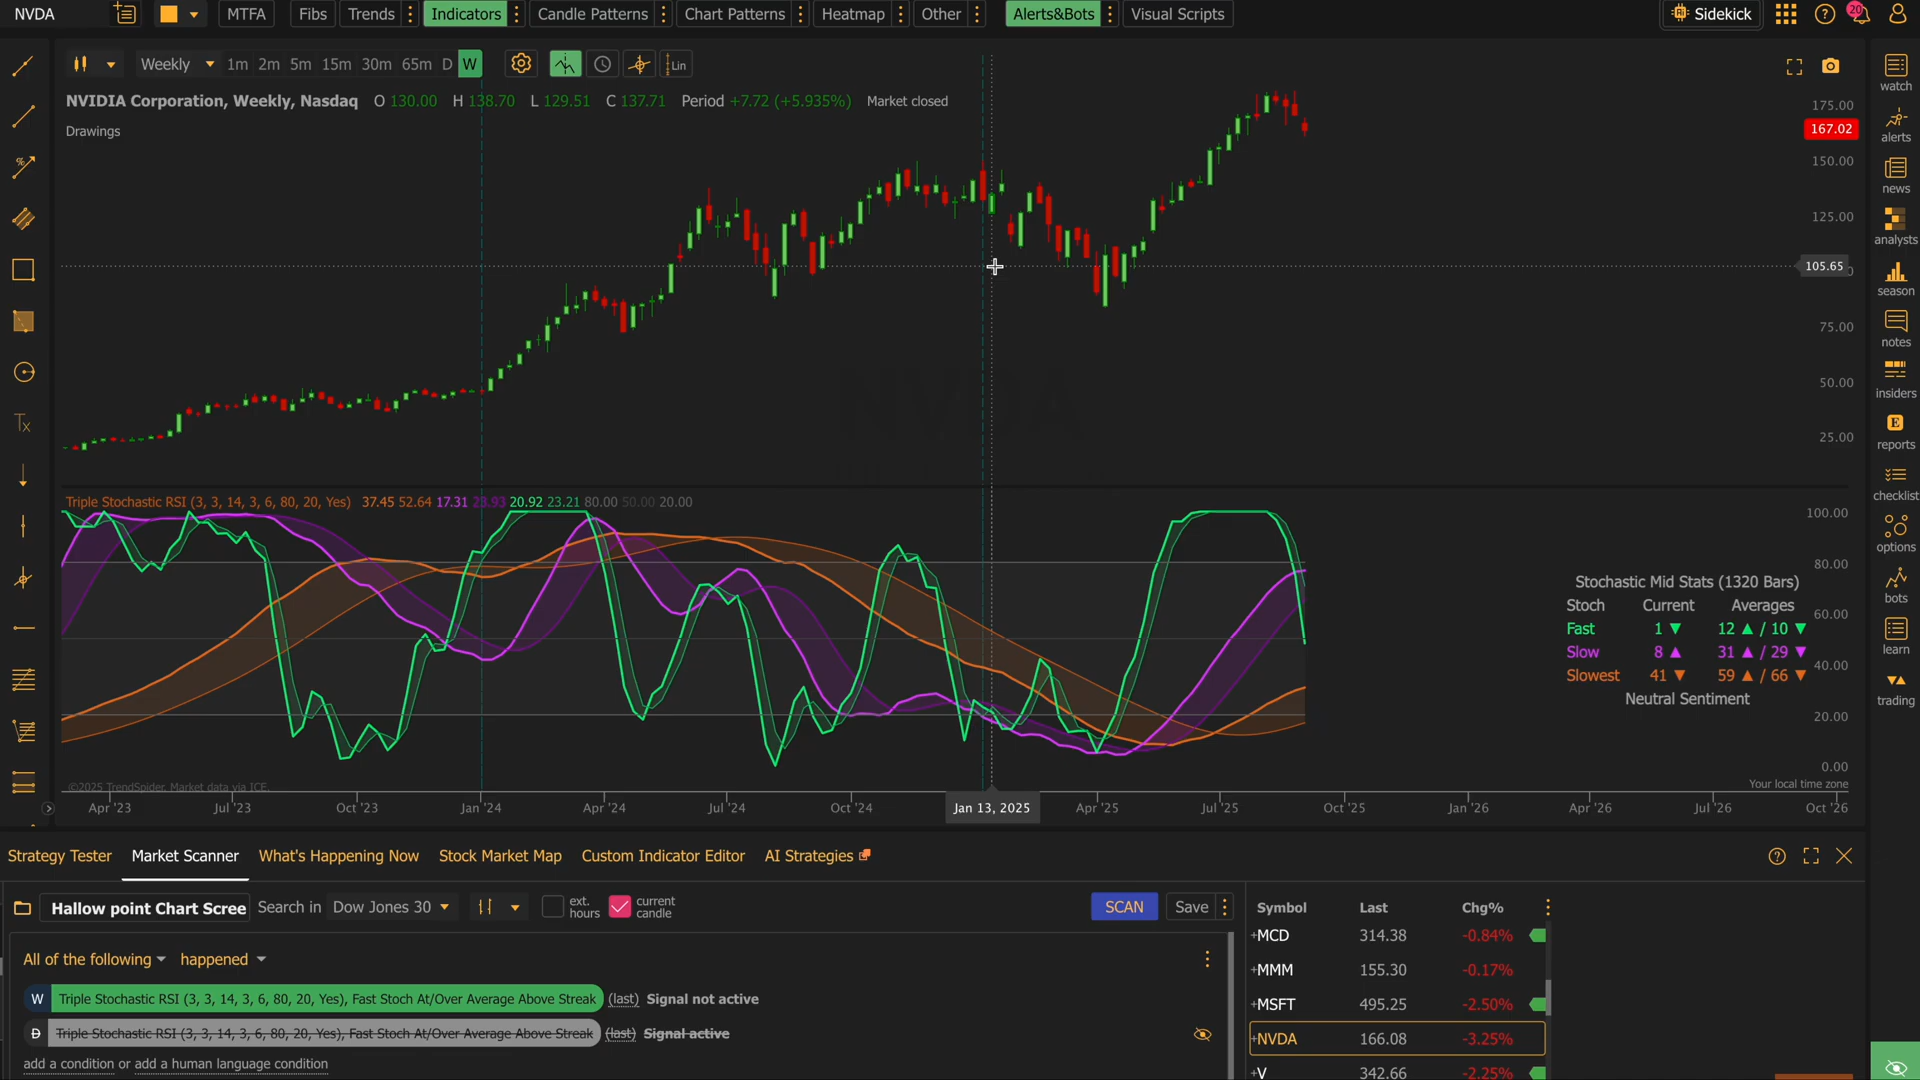 NVDA
MTFA
Fibs
Trends
Indicators
Candle Patterns
Chart Patterns
Heatmap
Other
Alerts&Bots
Visual Scripts
Sidekick
20
Weekly
1m 2m 5m 15m 30m 65m D W
Lin
NVIDIA Corporation, Weekly, Nasdaq O 130.00 H 138.70 L 129.51 C 137.71 Period +7.72 (+5.935%) Market closed
Drawings
175.00
167.02
150.00
125.00
105.65
75.00
50.00
25.00
Triple Stochastic RSI (3, 3, 14, 3, 6, 80, 20, Yes) 37.45 52.64 17.31 23.93 20.92 23.21 80.00 50.00 20.00
100.00
80.00
60.00
40.00
20.00
0.00
Stochastic Mid Stats (1320 Bars)
Stoch Current Averages
Fast 1 ▼ 12 ▲ / 10 ▼
Slow 8 ▲ 31 ▲ / 29 ▼
Slowest 41 ▼ 59 ▲ / 66 ▼
Neutral Sentiment
©2025 TrendSpider. Market data via ICE.
Your local time zone
Apr '23 Jul '23 Oct '23 Jan '24 Apr '24 Jul '24 Oct '24 Jan 13, 2025 Apr '25 Jul '25 Oct '25 Jan '26 Apr '26 Jul '26 Oct '26
watch
alerts
news
analysts
season
notes
insiders
E
reports
checklist
options
bots
learn
trading
Strategy Tester
Market Scanner
What's Happening Now
Stock Market Map
Custom Indicator Editor
AI Strategies
Hallow point Chart Scree
Search in Dow Jones 30
ext. hours
current candle
SCAN
Save
All of the following happened
W Triple Stochastic RSI (3, 3, 14, 3, 6, 80, 20, Yes), Fast Stoch At/Over Average Above Streak (last) Signal not active
D Triple Stochastic RSI (3, 3, 14, 3, 6, 80, 20, Yes), Fast Stoch At/Over Average Above Streak (last) Signal active
add a condition or add a human language condition
Symbol Last Chg%
+MCD 314.38 -0.84%
+MMM 155.30 -0.17%
+MSFT 495.25 -2.50%
+NVDA 166.08 -3.25%
+V 342.66 -2.25%